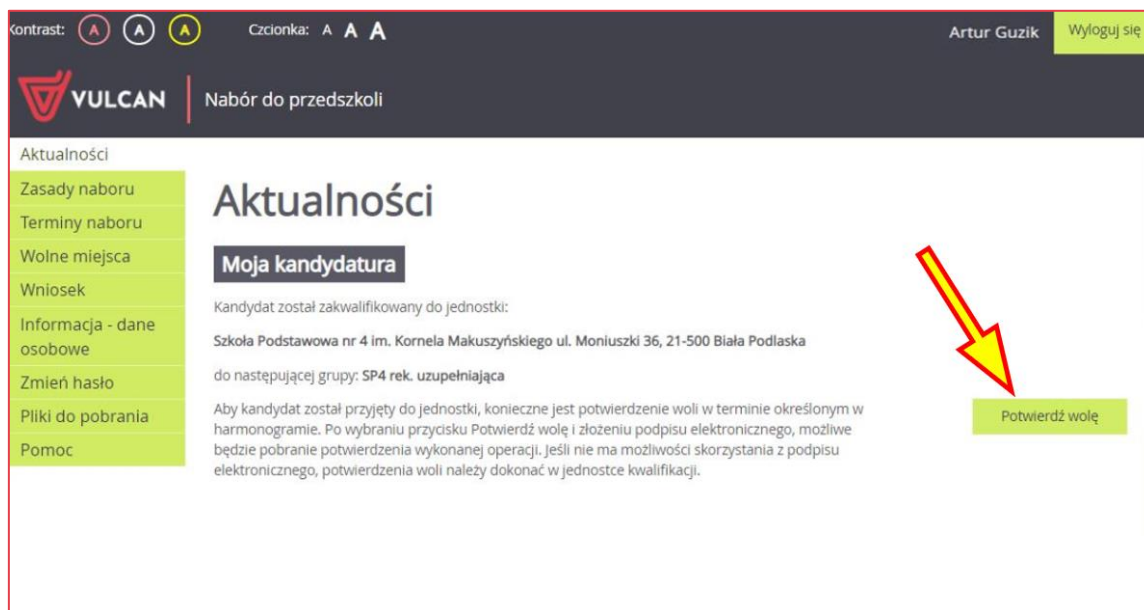 Kontrast: A A A Czcionka: A A A Artur Guzik Wyloguj się
VULCAN Nabór do przedszkoli
Aktualności
Zasady naboru
Terminy naboru
Wolne miejsca
Wniosek
Informacja - dane
osobowe
Zmień hasło
Pliki do pobrania
Pomoc
Aktualności
Moja kandydatura
Kandydat został zakwalifikowany do jednostki:
Szkoła Podstawowa nr 4 im. Kornela Makuszyńskiego ul. Moniuszki 36, 21-500 Biała Podlaska
do następującej grupy: SP4 rek. uzupełniająca
Aby kandydat został przyjęty do jednostki, konieczne jest potwierdzenie woli w terminie określonym w
harmonogramie. Po wybraniu przycisku Potwierdź wolę i złożeniu podpisu elektronicznego, możliwe
będzie pobranie potwierdzenia wykonanej operacji. Jeśli nie ma możliwości skorzystania z podpisu
elektronicznego, potwierdzenia woli należy dokonać w jednostce kwalifikacji.
Potwierdź wolę